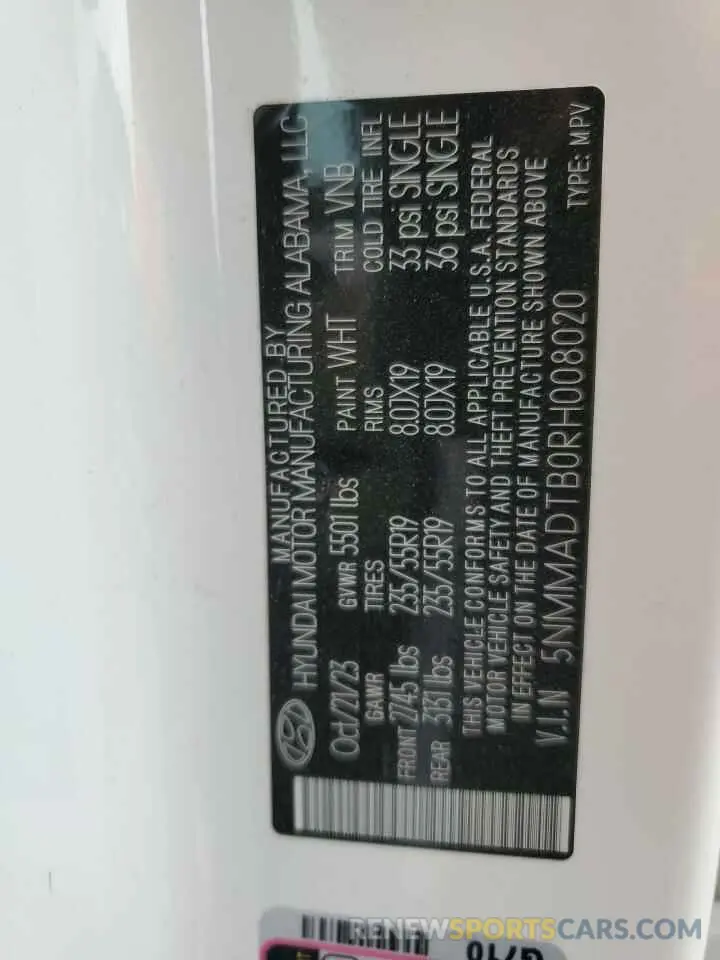 MANUFACTURED BY
HYUNDAI MOTOR MANUFACTURING ALABAMA, LLC
Oct/21/23 GVWR 5501 lbs PAINT WHT TRIM VNB
GAWR TIRES RIMS COLD TIRE INFL
FRONT 2745 lbs 235/55R19 8.0JX19 33 psi SINGLE
REAR 3131 lbs 235/55R19 8.0JX19 36 psi SINGLE
THIS VEHICLE CONFORMS TO ALL APPLICABLE U.S.A. FEDERAL
MOTOR VEHICLE SAFETY AND THEFT PREVENTION STANDARDS
IN EFFECT ON THE DATE OF MANUFACTURE SHOWN ABOVE
V.I.N 5NMMADTB0RH008020 TYPE: MPV
G710
RENEWSPORTSCARS.COM